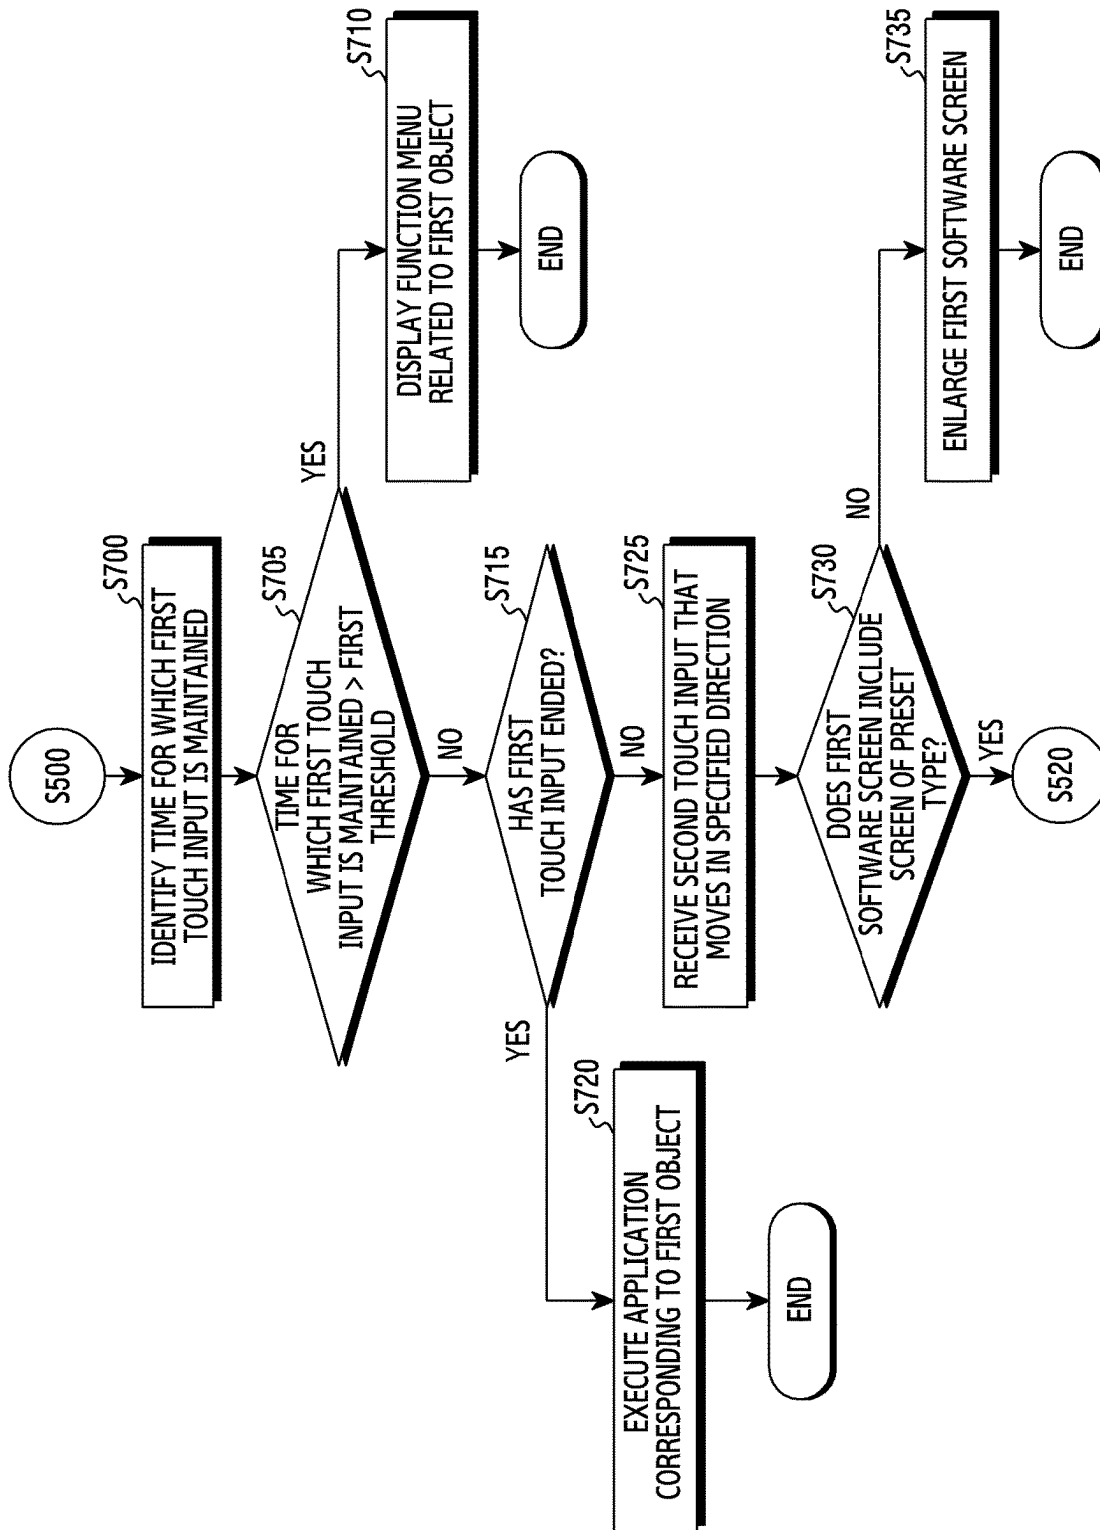 S500
S700
IDENTIFY TIME FOR WHICH FIRST
TOUCH INPUT IS MAINTAINED
S705
TIME FOR
WHICH FIRST TOUCH
INPUT IS MAINTAINED > FIRST
THRESHOLD
YES
S710
DISPLAY FUNCTION MENU
RELATED TO FIRST OBJECT
END
NO
S715
HAS FIRST
TOUCH INPUT ENDED?
YES
S720
EXECUTE APPLICATION
CORRESPONDING TO FIRST OBJECT
END
NO
S725
RECEIVE SECOND TOUCH INPUT THAT
MOVES IN SPECIFIED DIRECTION
S730
DOES FIRST
SOFTWARE SCREEN INCLUDE
SCREEN OF PRESET
TYPE?
NO
S735
ENLARGE FIRST SOFTWARE SCREEN
END
YES
S520